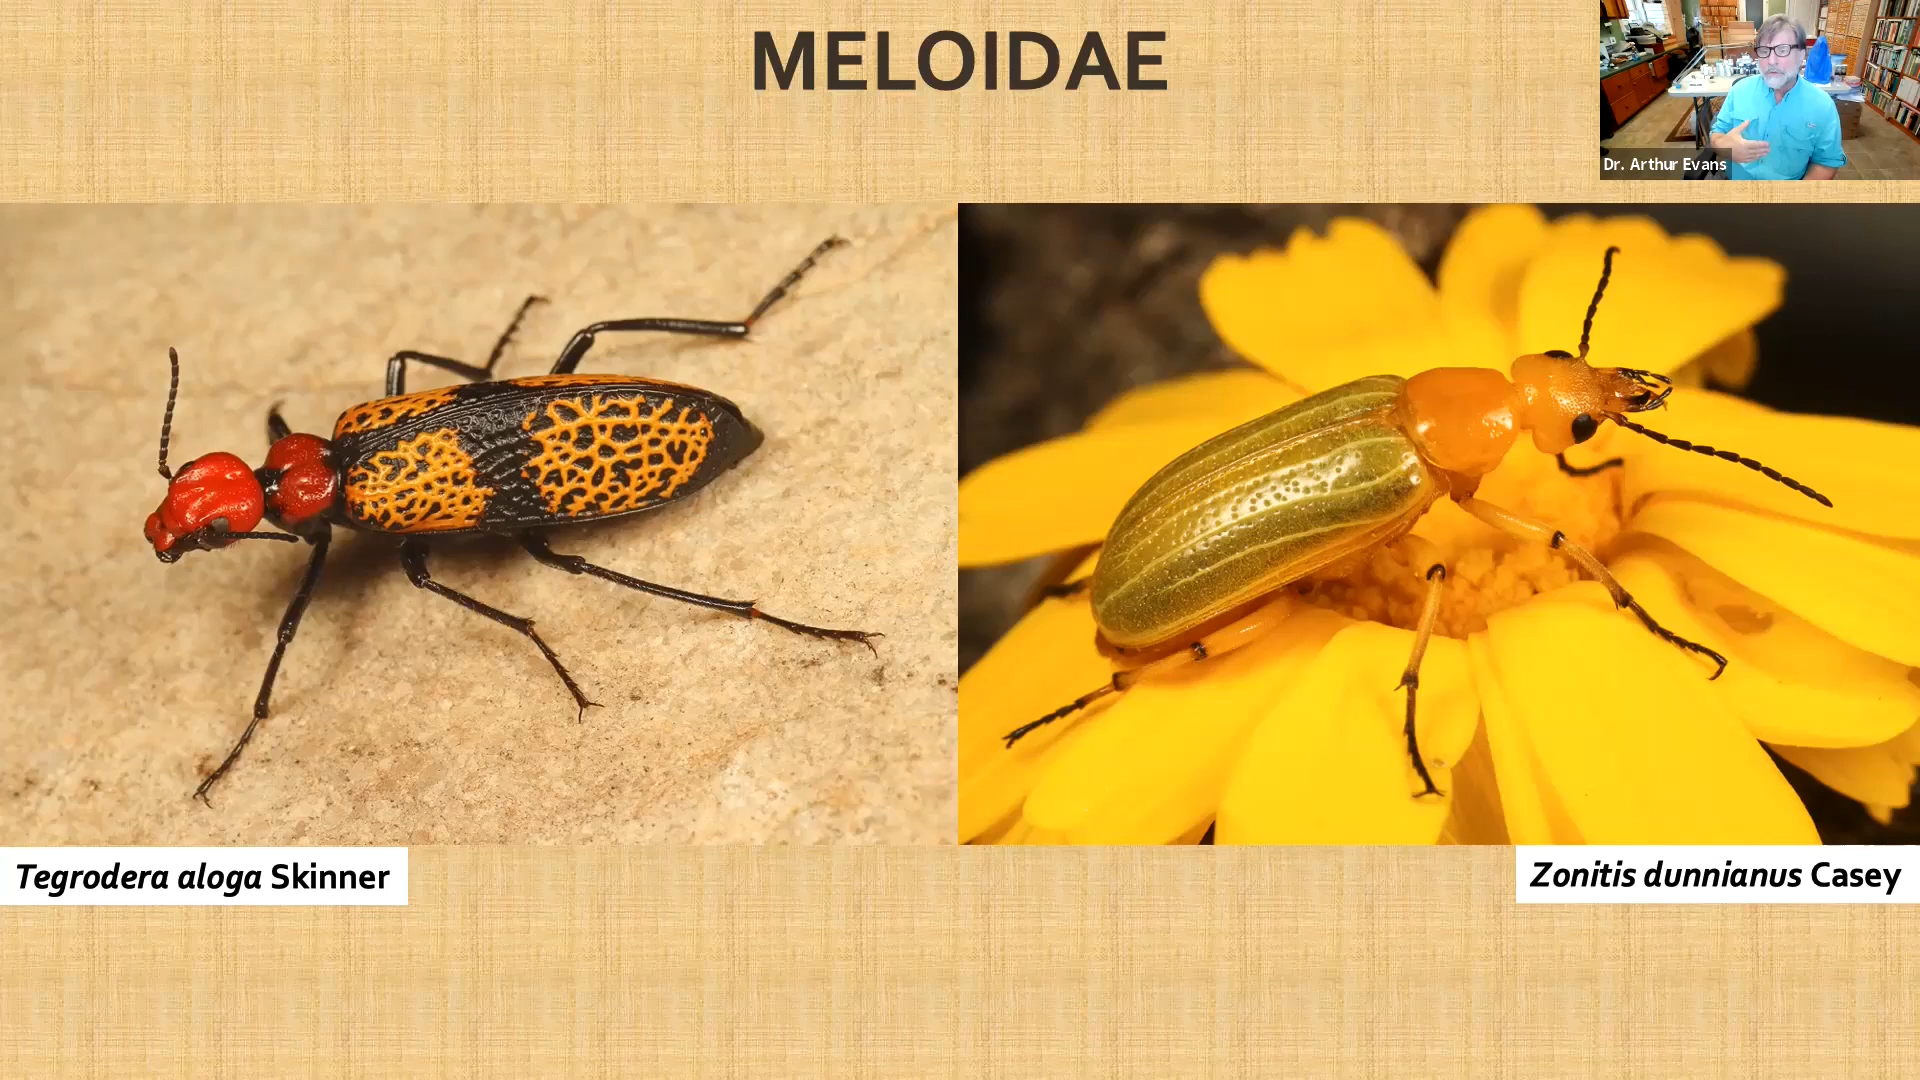 MELOIDAE
Dr. Arthur Evans
Tegrodera aloga Skinner
Zonitis dunnianus Casey